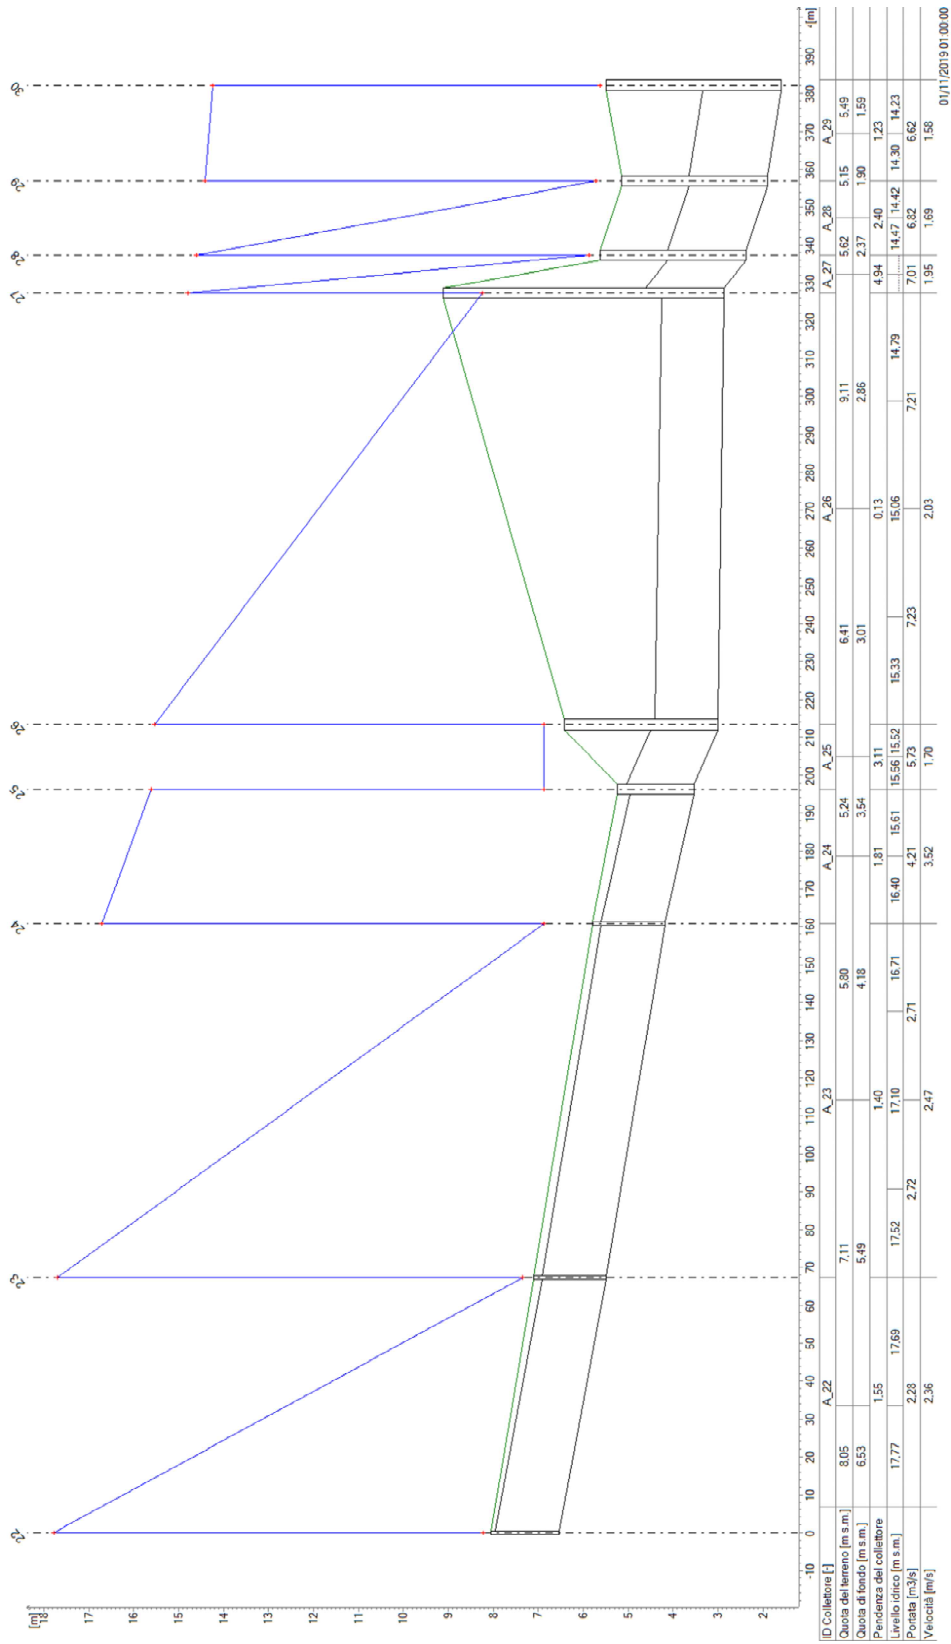 22 23 24 25 26 27 28 29 30
[m]
18
17
16
15
14
13
12
11
10
9
8
7
6
5
4
3
2
-10 0 10 20 30 40 50 60 70 80 90 100 110 120 130 140 150 160 170 180 190 200 210 220 230 240 250 260 270 280 290 300 310 320 330 340 350 360 370 380 390 [m]
ID Collettore [-] A_22 A_23 A_24 A_25 A_26 A_27 A_28 A_29
Quota del terreno [m s.m.] 8.05 7.11 5.80 5.24 6.41 9.11 5.62 5.15 5.49
Quota di fondo [m s.m.] 6.53 5.49 4.18 3.54 3.01 2.86 2.37 1.90 1.59
Pendenza del collettore 1.55 1.40 1.81 3.11 0.13 4.94 2.40 1.23
Livello idrico [m s.m.] 17.77 17.69 17.52 17.10 16.71 16.40 15.61 15.56 15.52 15.33 15.06 14.79 ........ 14.47 14.42 14.30 14.23
Portata [m3/s] 2.28 2.72 2.71 4.21 5.73 7.23 7.21 7.01 6.82 6.62
Velocità [m/s] 2.36 2.47 3.52 1.70 2.03 1.95 1.69 1.58
01/11/2019 01:00:00